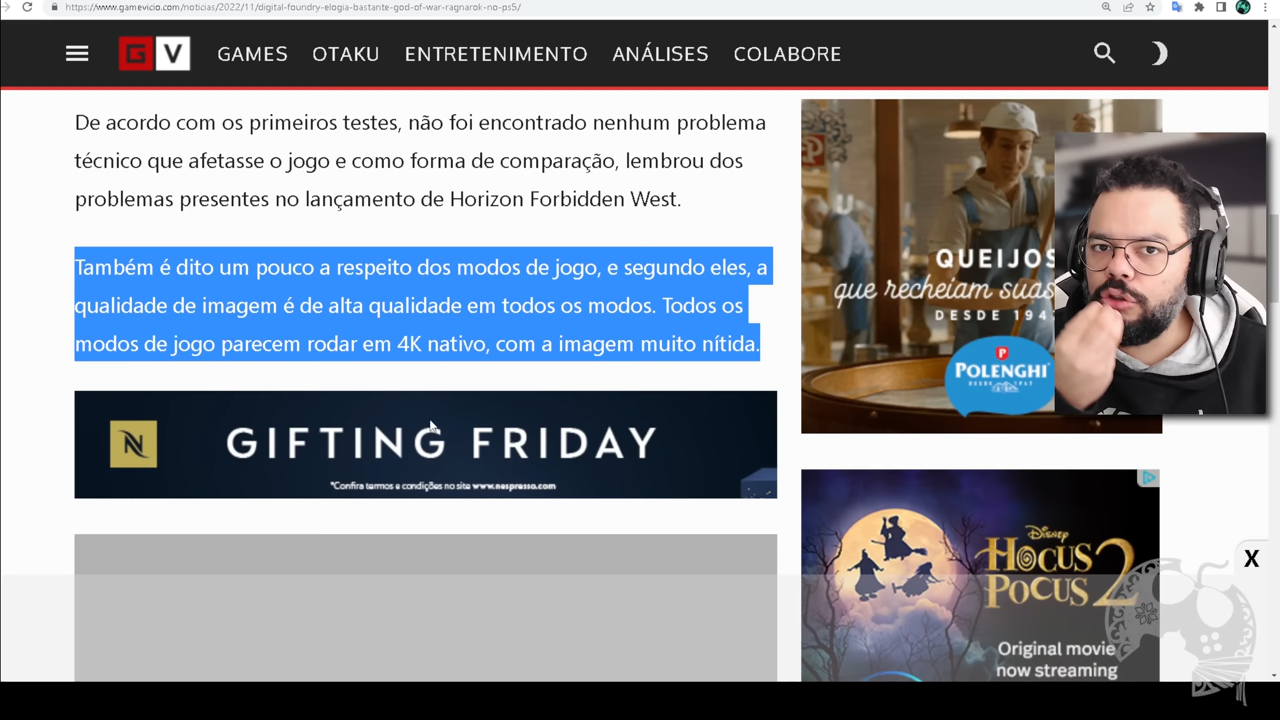 https://www.gamevicio.com/noticias/2022/11/digital-foundry-elogia-bastante-god-of-war-ragnarok-no-ps5/
GV GAMES OTAKU ENTRETENIMENTO ANÁLISES COLABORE
De acordo com os primeiros testes, não foi encontrado nenhum problema
técnico que afetasse o jogo e como forma de comparação, lembrou dos
problemas presentes no lançamento de Horizon Forbidden West.
Também é dito um pouco a respeito dos modos de jogo, e segundo eles, a
qualidade de imagem é de alta qualidade em todos os modos. Todos os
modos de jogo parecem rodar em 4K nativo, com a imagem muito nítida.
N GIFTING FRIDAY
*Confira termos e condições no site www.nespresso.com
QUEIJOS
que recheiam suas
DESDE 194
POLENGHI
Disney
HOCUS
POCUS 2
Original movie
now streaming
X